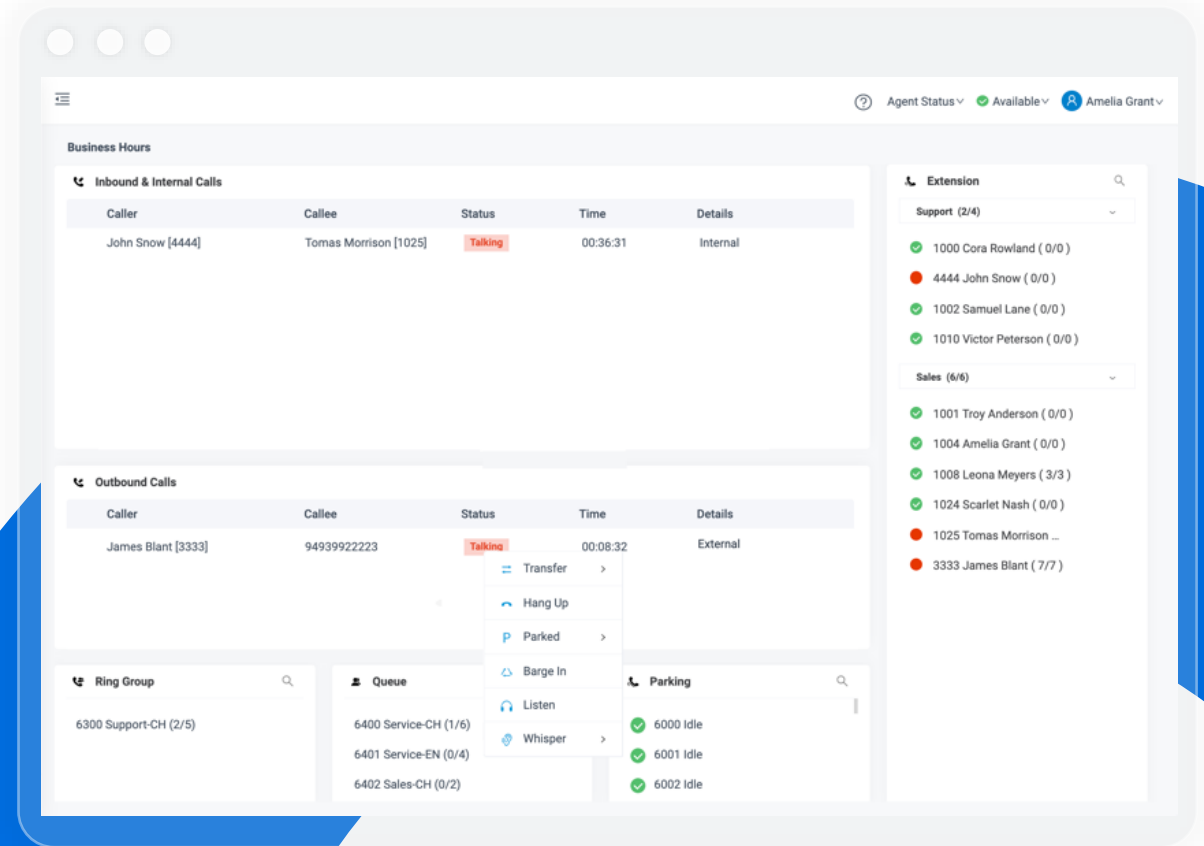 Agent Status Available Amelia Grant
Business Hours
Inbound & Internal Calls
Caller Callee Status Time Details
John Snow [4444] Tomas Morrison [1025] Talking 00:36:31 Internal
Outbound Calls
Caller Callee Status Time Details
James Blant [3333] 94939922223 Talking 00:08:32 External
Transfer
Hang Up
P Parked
Barge In
Listen
Whisper
Ring Group
6300 Support-CH (2/5)
Queue
6400 Service-CH (1/6)
6401 Service-EN (0/4)
6402 Sales-CH (0/2)
Parking
6000 Idle
6001 Idle
6002 Idle
Extension
Support (2/4)
1000 Cora Rowland ( 0/0 )
4444 John Snow ( 0/0 )
1002 Samuel Lane ( 0/0 )
1010 Victor Peterson ( 0/0 )
Sales (6/6)
1001 Troy Anderson ( 0/0 )
1004 Amelia Grant ( 0/0 )
1008 Leona Meyers ( 3/3 )
1024 Scarlet Nash ( 0/0 )
1025 Tomas Morrison ...
3333 James Blant ( 7/7 )